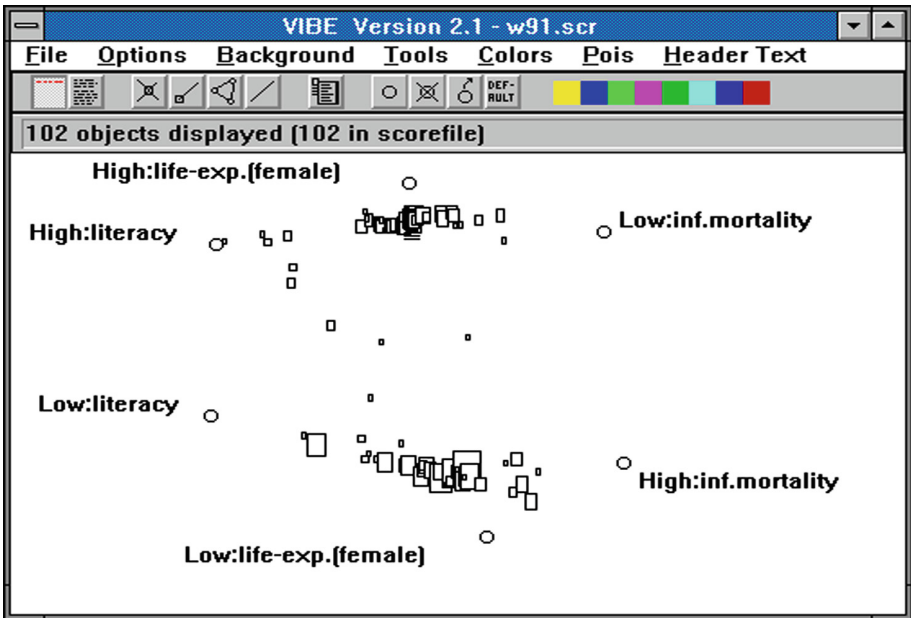 VIBE Version 2.1 - w91.scr
File Options Background Tools Colors Pois Header Text
DEF-
AULT
102 objects displayed (102 in scorefile)
High:life-exp.(female)
Low:inf.mortality
High:literacy
Low:literacy
High:inf.mortality
Low:life-exp.(female)